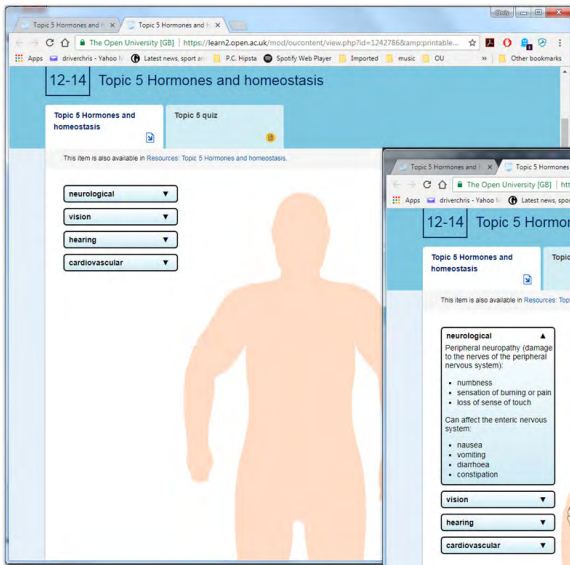 Chris
Topic 5 Hormones and H
Topic 5 Hormones and H
The Open University [GB] | https://learn2.open.ac.uk/mod/oucontent/view.php?id=1242786&amp;printable...
Apps
driverchris - Yahoo
Latest news, sport an
P.C. Hipsta
Spotify Web Player
Imported
music
OU
»
Other bookmarks
12-14 Topic 5 Hormones and homeostasis
Topic 5 Hormones and
homeostasis
Topic 5 quiz
This item is also available in Resources: Topic 5 Hormones and homeostasis.
neurological ▼
vision ▼
hearing ▼
cardiovascular ▼
Topic 5 Hormones and
Topic 5 Hormones
The Open University [GB] | htt
Apps
driverchris - Yahoo
Latest news, spo
12-14 Topic 5 Hormo
Topic 5 Hormones and
homeostasis
Topic
This item is also available in Resources: Top
neurological ▲
Peripheral neuropathy (damage
to the nerves of the peripheral
nervous system):
• numbness
• sensation of burning or pain
• loss of sense of touch
Can affect the enteric nervous
system:
• nausea
• vomiting
• diarrhoea
• constipation
vision ▼
hearing ▼
cardiovascular ▼